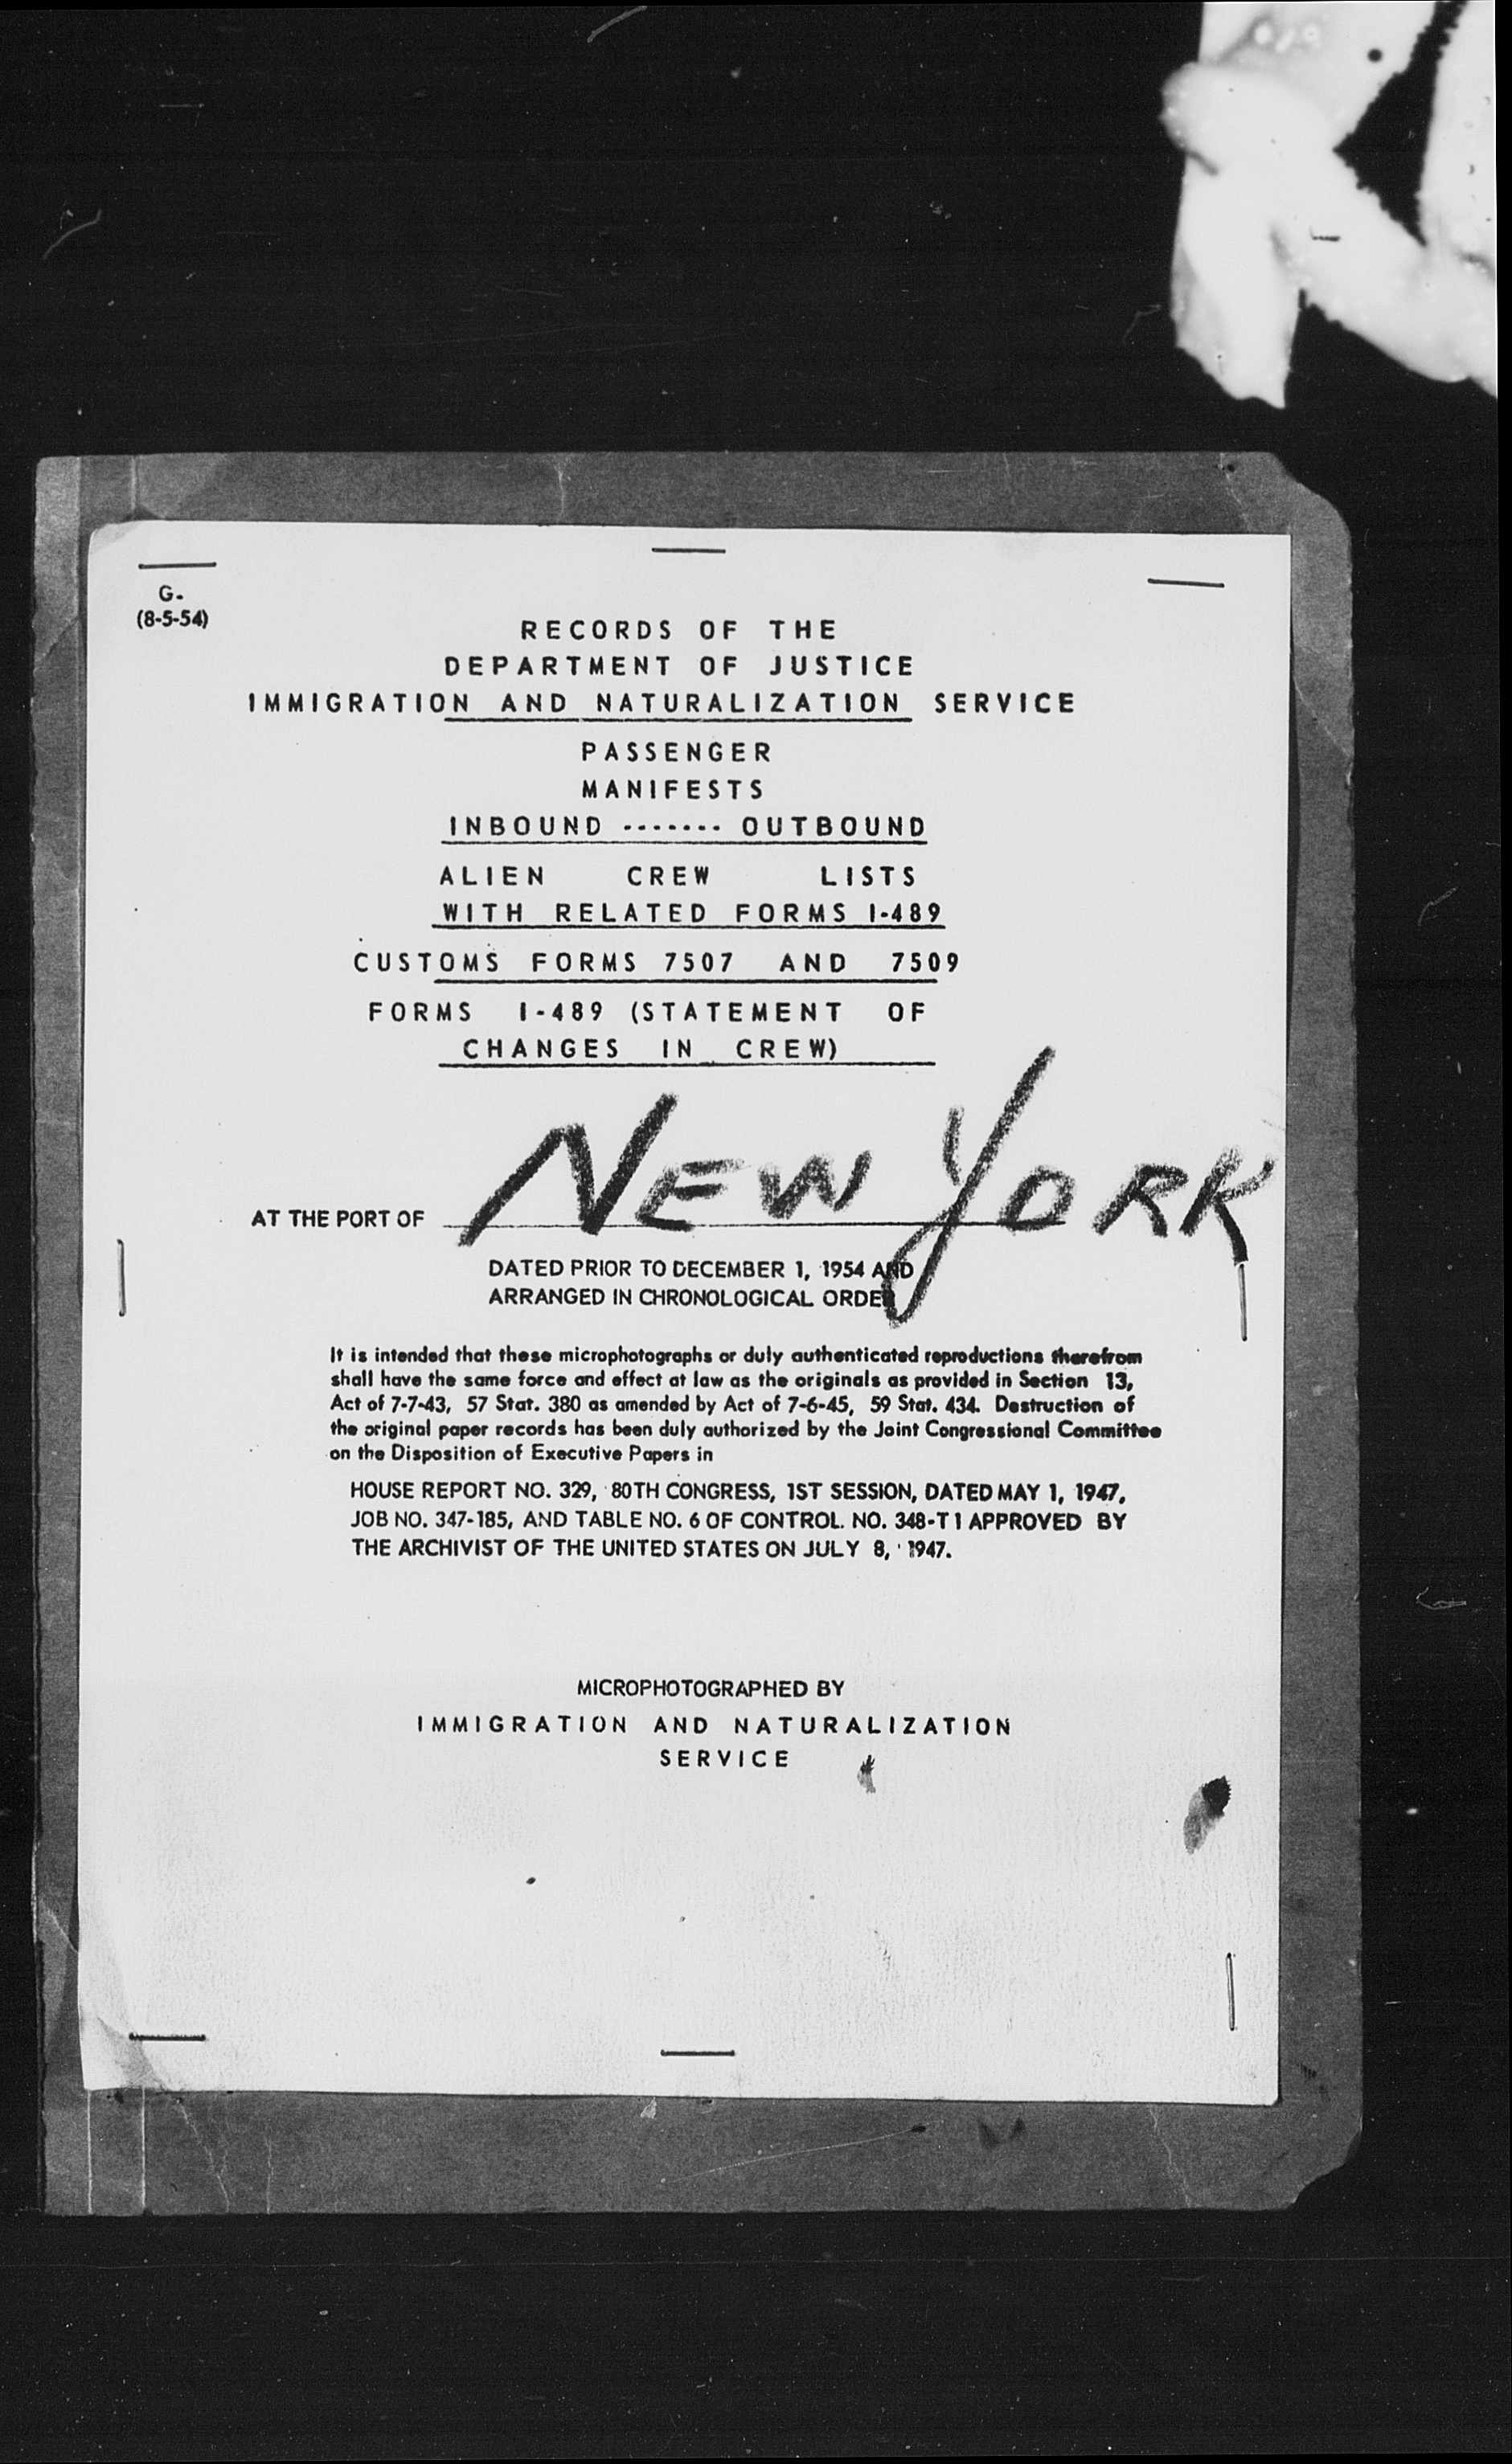 G.
(8-5-54)
RECORDS OF THE
DEPARTMENT OF JUSTICE
IMMIGRATION AND NATURALIZATION SERVICE
PASSENGER
MANIFESTS
INBOUND ------- OUTBOUND
ALIEN CREW LISTS
WITH RELATED FORMS I-489
CUSTOMS FORMS 7507 AND 7509
FORMS I-489 (STATEMENT OF
CHANGES IN CREW)
AT THE PORT OF NEW YORK
DATED PRIOR TO DECEMBER 1, 1954 AND
ARRANGED IN CHRONOLOGICAL ORDER
It is intended that these microphotographs or duly authenticated reproductions therefrom
shall have the same force and effect at law as the originals as provided in Section 13,
Act of 7-7-43, 57 Stat. 380 as amended by Act of 7-6-45, 59 Stat. 434. Destruction of
the original paper records has been duly authorized by the Joint Congressional Committee
on the Disposition of Executive Papers in
HOUSE REPORT NO. 329, 80TH CONGRESS, 1ST SESSION, DATED MAY 1, 1947,
JOB NO. 347-185, AND TABLE NO. 6 OF CONTROL. NO. 348-T1 APPROVED BY
THE ARCHIVIST OF THE UNITED STATES ON JULY 8, 1947.
MICROPHOTOGRAPHED BY
IMMIGRATION AND NATURALIZATION
SERVICE